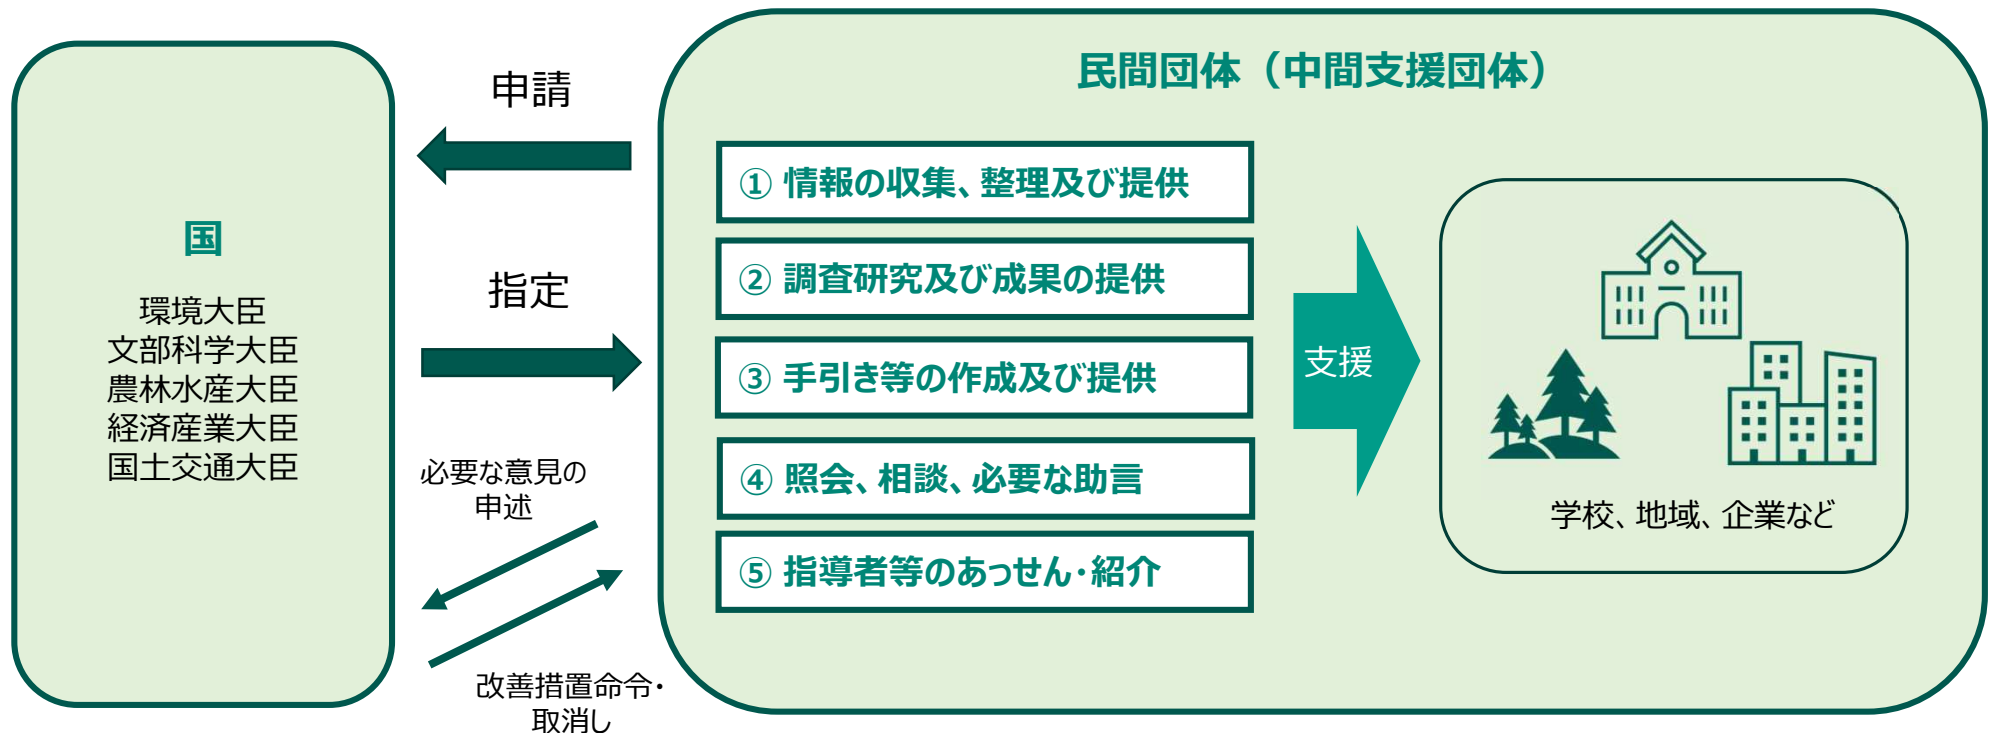 国
環境大臣
文部科学大臣
農林水産大臣
経済産業大臣
国土交通大臣
申請
指定
必要な意見の
申述
改善措置命令・
取消し
民間団体（中間支援団体）
① 情報の収集、整理及び提供
② 調査研究及び成果の提供
③ 手引き等の作成及び提供
④ 照会、相談、必要な助言
⑤ 指導者等のあっせん・紹介
支援
学校、地域、企業など